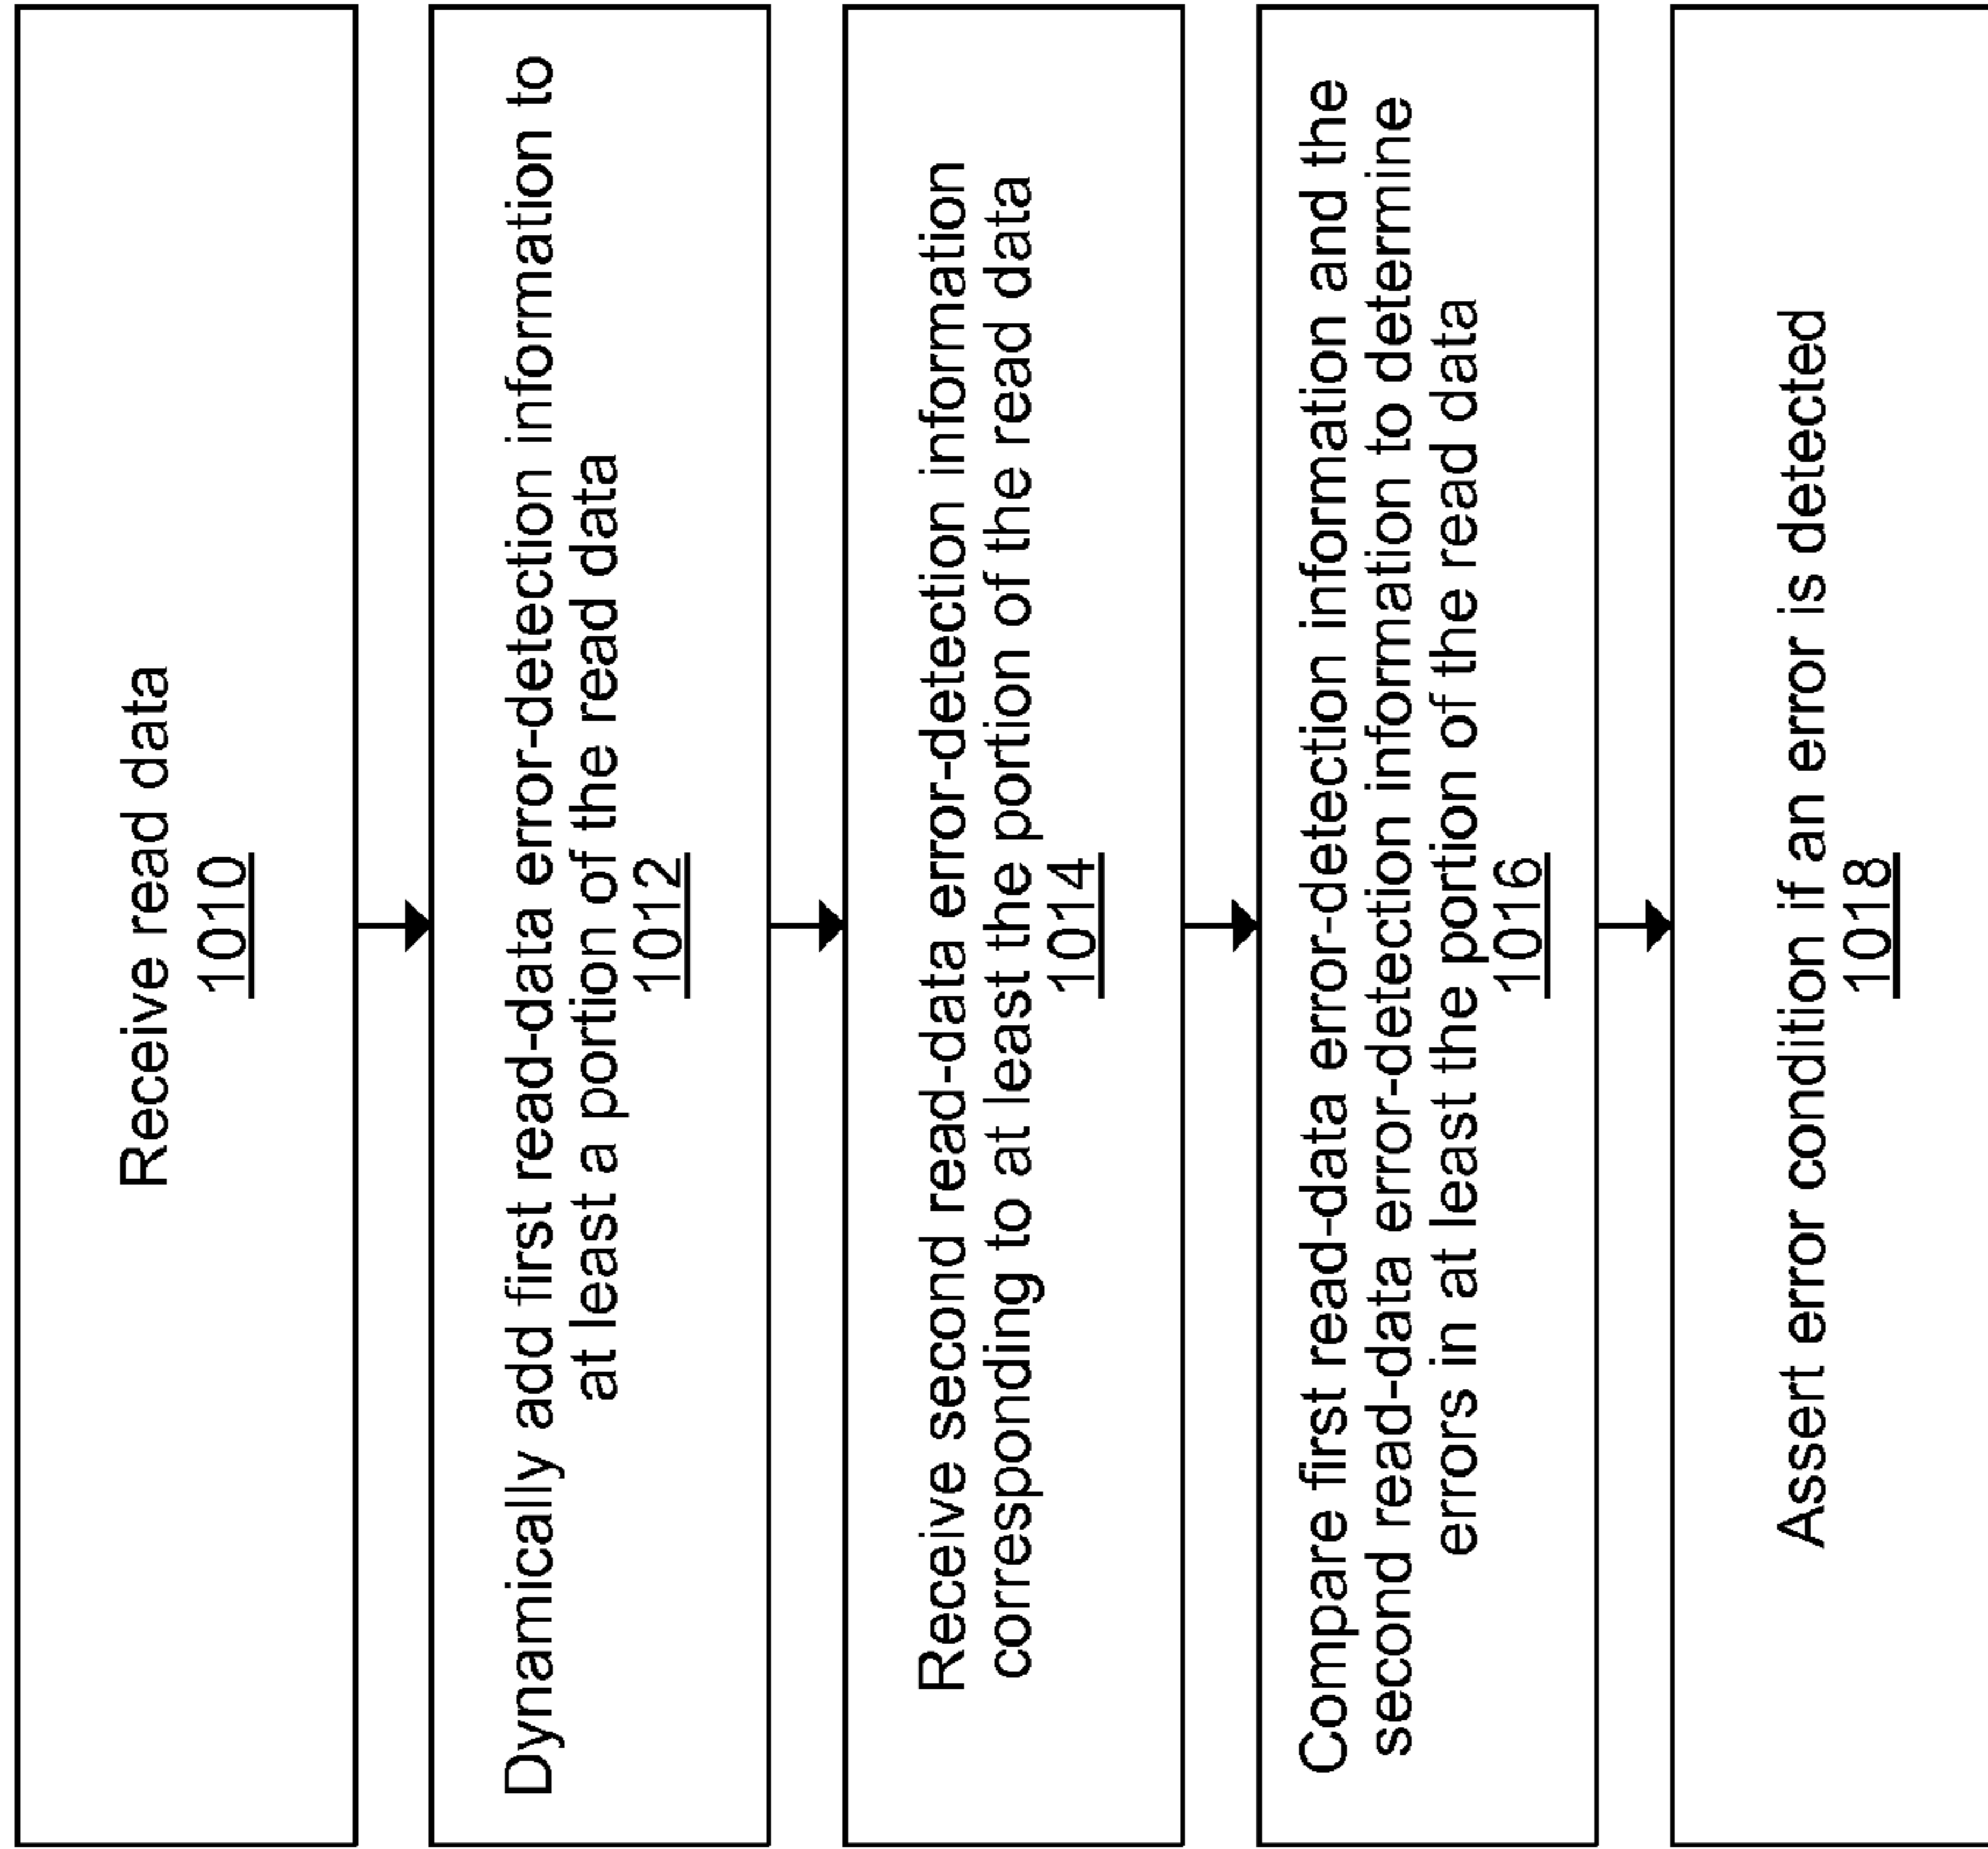 Receive read data
1010
Dynamically add first read-data error-detection information to
at least a portion of the read data
1012
Receive second read-data error-detection information
corresponding to at least the portion of the read data
1014
Compare first read-data error-detection information and the
second read-data error-detection information to determine
errors in at least the portion of the read data
1016
Assert error condition if an error is detected
1018